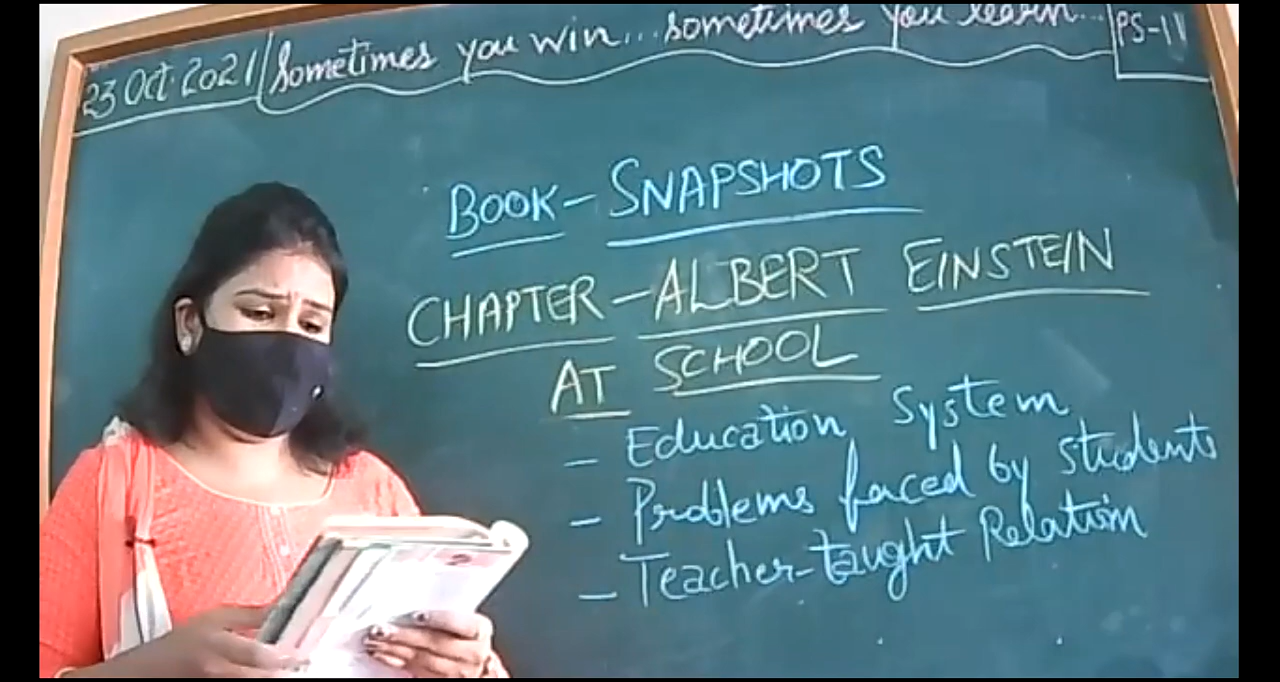 23 Oct. 2021 Sometimes you win... sometimes you learn... PS-11
BOOK - SNAPSHOTS
CHAPTER - ALBERT EINSTEIN
AT SCHOOL
- Education System
- Problems faced by students
- Teacher-taught Relation